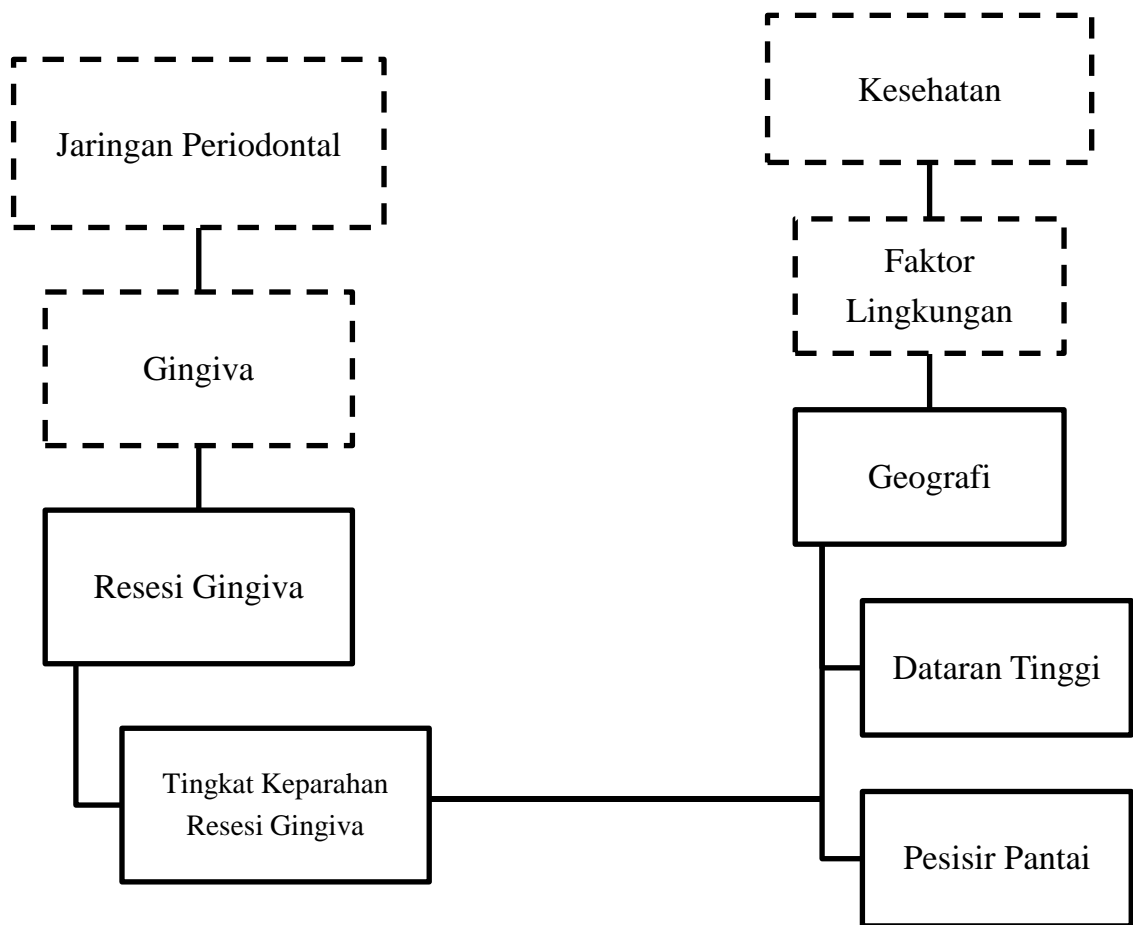 Jaringan Periodontal
Gingiva
Resesi Gingiva
Tingkat Keparahan
Resesi Gingiva
Kesehatan
Faktor
Lingkungan
Geografi
Dataran Tinggi
Pesisir Pantai